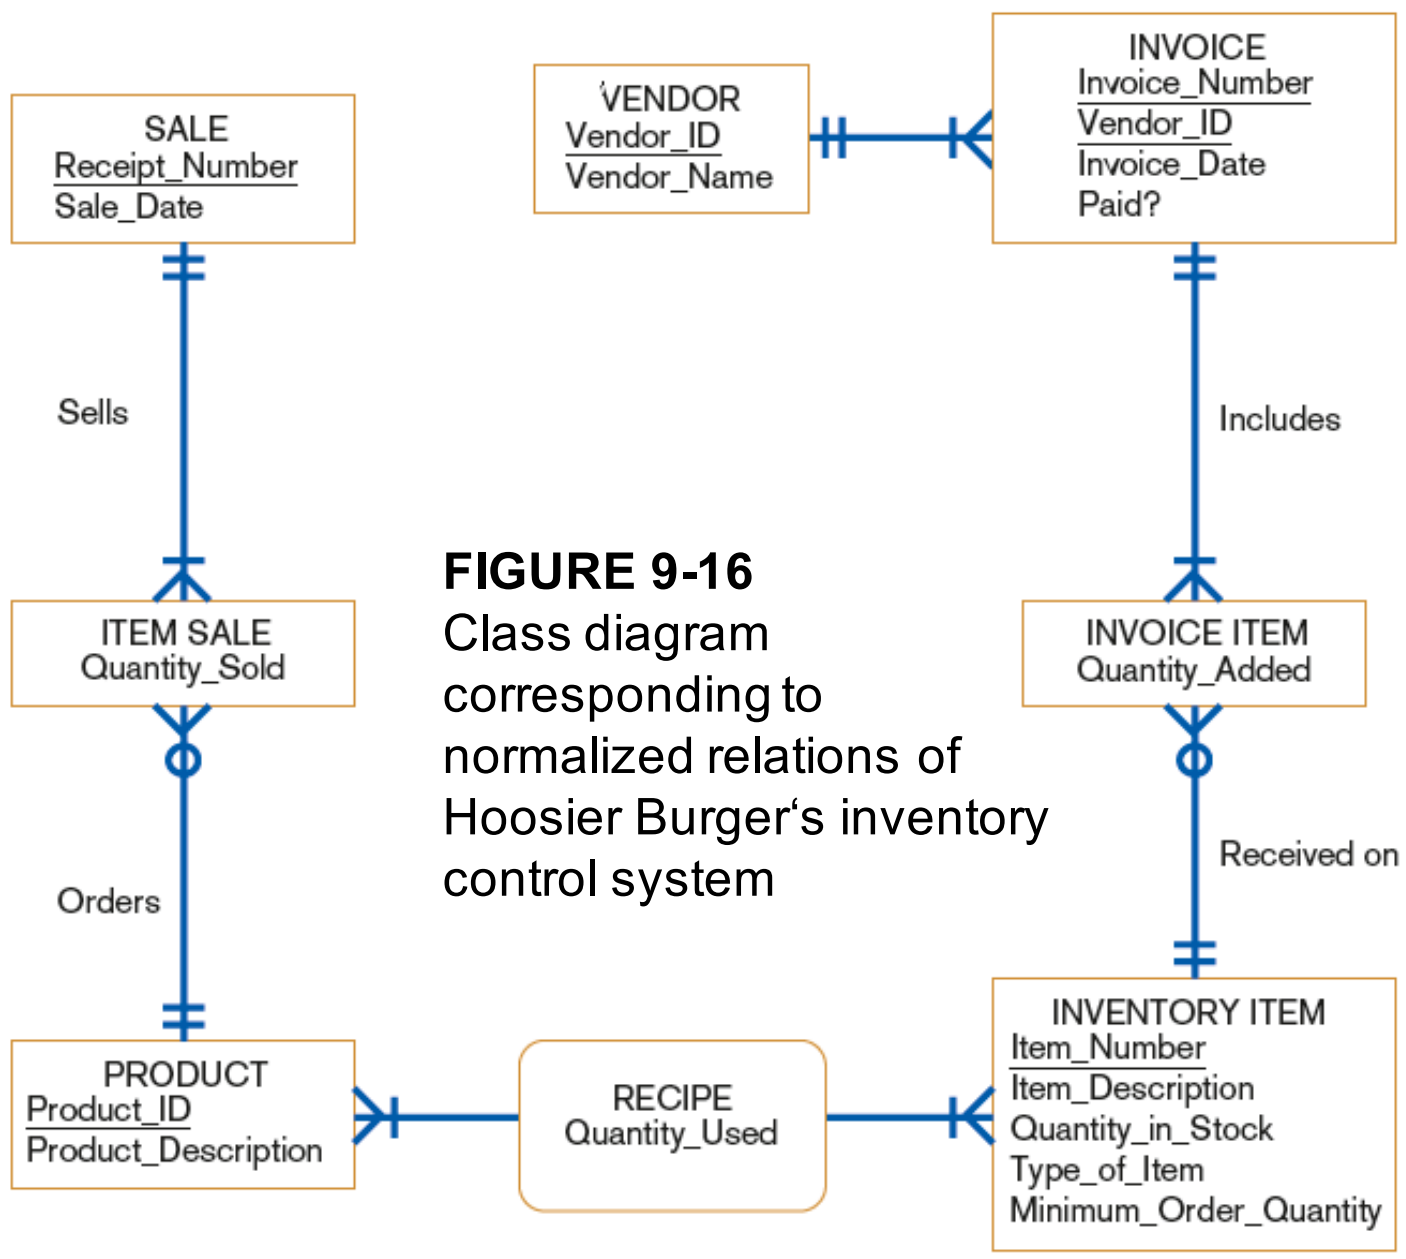 SALE
Receipt_Number
Sale_Date
VENDOR
Vendor_ID
Vendor_Name
INVOICE
Invoice_Number
Vendor_ID
Invoice_Date
Paid?
Sells
Includes
FIGURE 9-16
Class diagram
corresponding to
normalized relations of
Hoosier Burger‘s inventory
control system
ITEM SALE
Quantity_Sold
INVOICE ITEM
Quantity_Added
Orders
Received on
PRODUCT
Product_ID
Product_Description
RECIPE
Quantity_Used
INVENTORY ITEM
Item_Number
Item_Description
Quantity_in_Stock
Type_of_Item
Minimum_Order_Quantity